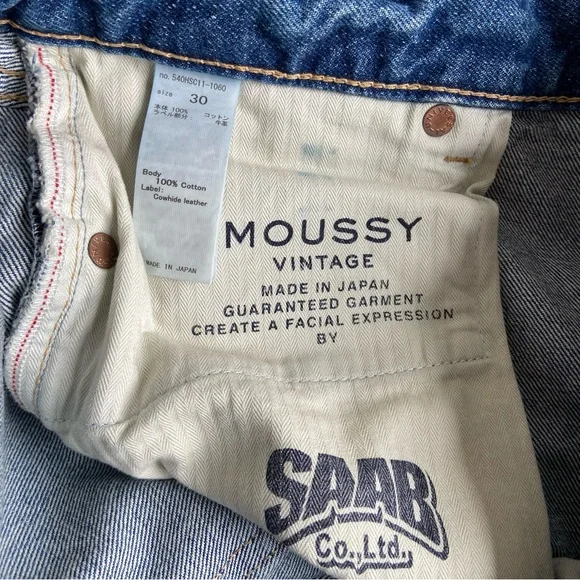 no. 540HSC11-1060
size 30
本体 100% コットン
ラベル部分 牛革
Body
100% Cotton
Label:
Cowhide leather
MADE IN JAPAN
MOUSSY
VINTAGE
MADE IN JAPAN
GUARANTEED GARMENT
CREATE A FACIAL EXPRESSION
BY
SAAB
Co.,Ltd.,